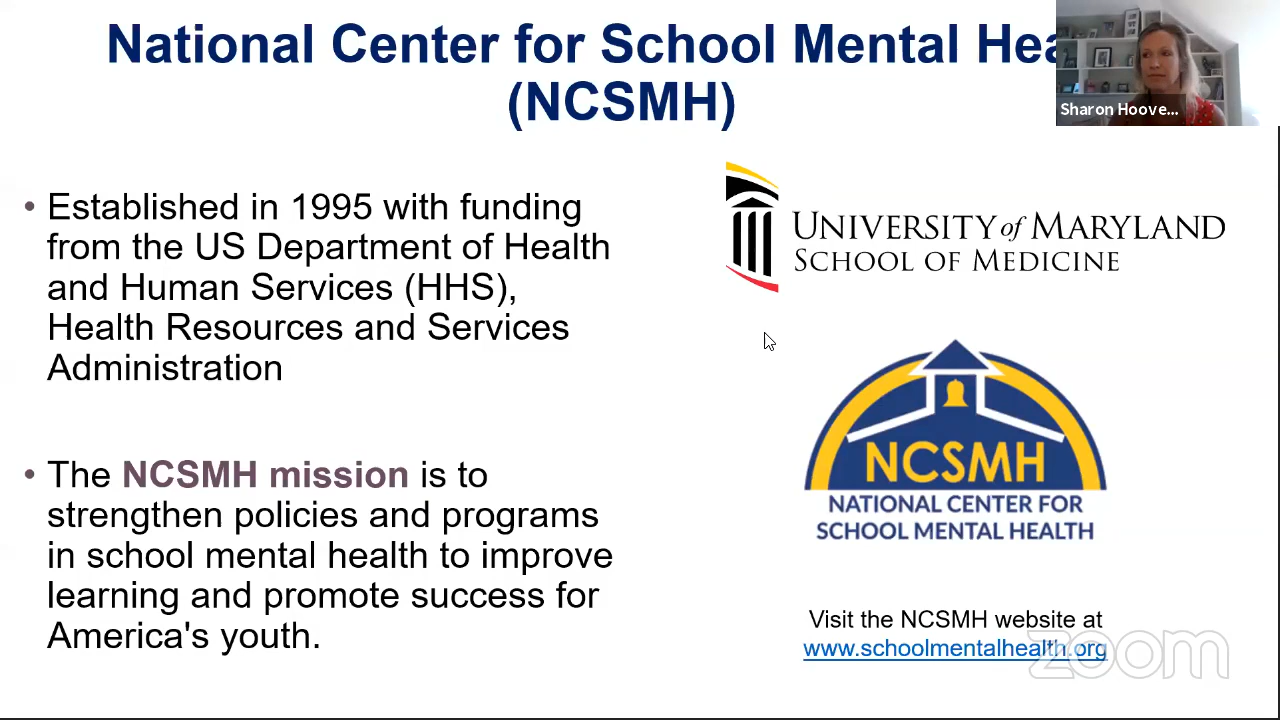 National Center for School Mental Hea
(NCSMH)
Sharon Hoove...
• Established in 1995 with funding
from the US Department of Health
and Human Services (HHS),
Health Resources and Services
Administration
• The NCSMH mission is to
strengthen policies and programs
in school mental health to improve
learning and promote success for
America's youth.
UNIVERSITY of MARYLAND
SCHOOL OF MEDICINE
NCSMH
NATIONAL CENTER FOR
SCHOOL MENTAL HEALTH
Visit the NCSMH website at
www.schoolmentalhealth.org
zoom